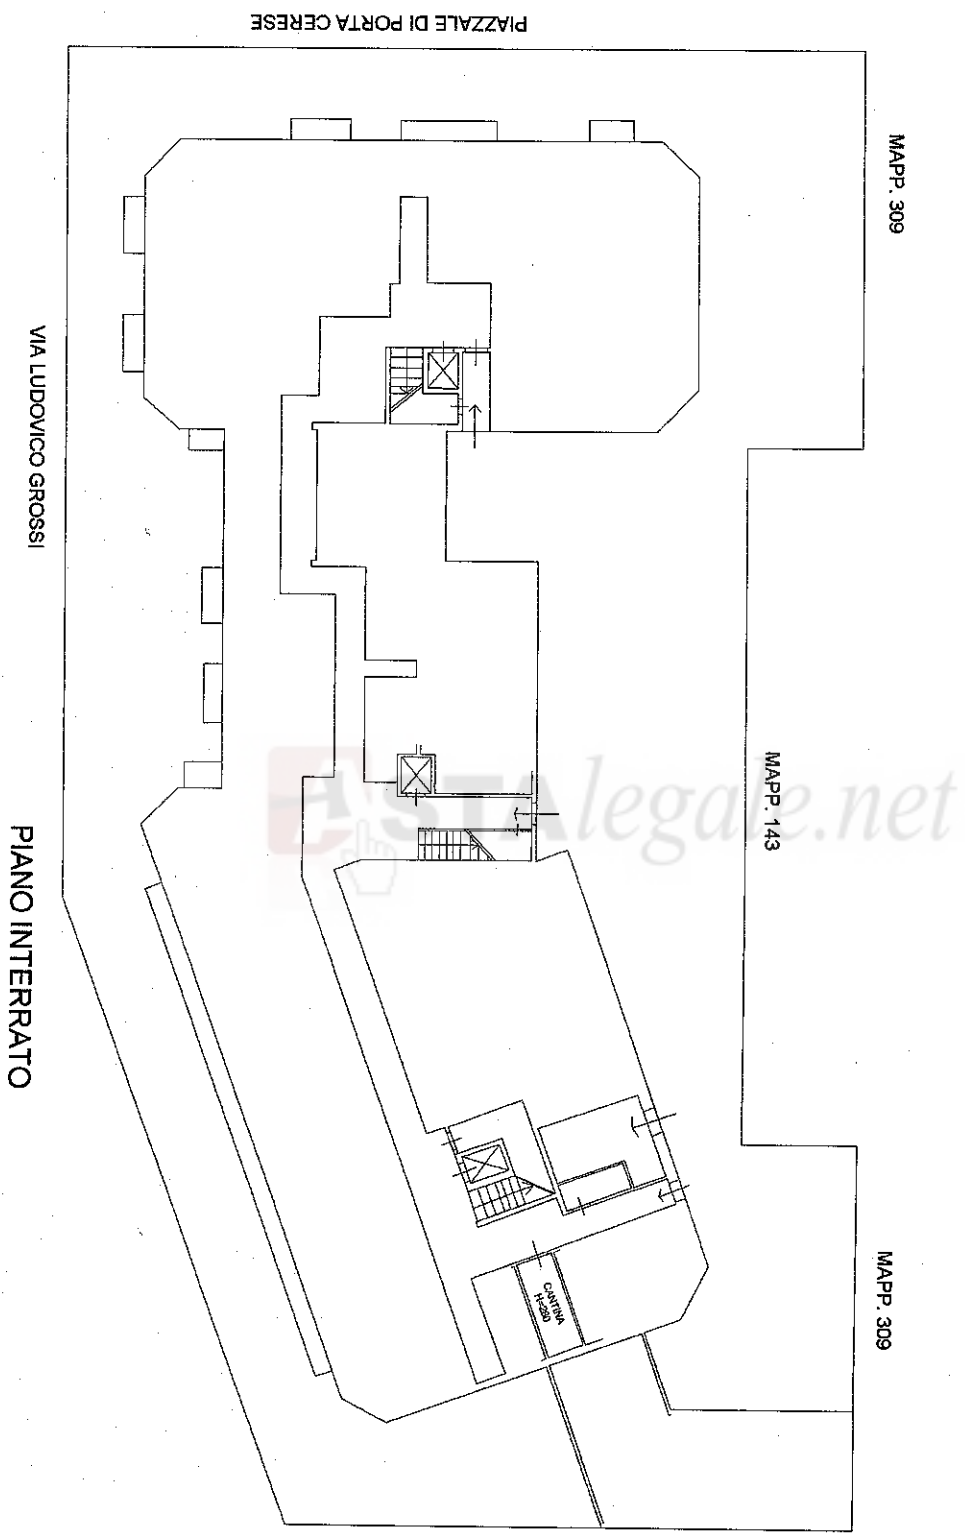 PIAZZALE DI PORTA CERESE
MAPP. 309
VIA LUDOVICO GROSSI
MAPP. 143
ASTAlegale.net
PIANO INTERRATO
MAPP. 309
CANTINA
H=280